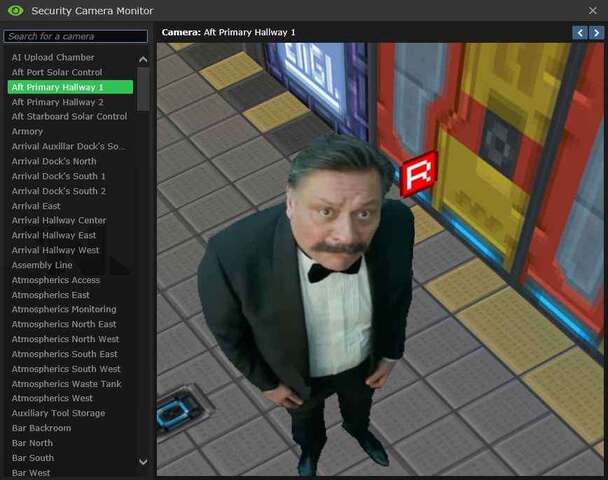 Security Camera Monitor
Search for a camera
Camera: Aft Primary Hallway 1
AI Upload Chamber
Aft Port Solar Control
Aft Primary Hallway 1
Aft Primary Hallway 2
Aft Starboard Solar Control
Armory
Arrival Auxillar Dock's So...
Arrival Dock's North
Arrival Dock's South 1
Arrival Dock's South 2
Arrival East
Arrival Hallway Center
Arrival Hallway East
Arrival Hallway West
Assembly Line
Atmospherics Access
Atmospherics East
Atmospherics Monitoring
Atmospherics North East
Atmospherics North West
Atmospherics South East
Atmospherics South West
Atmospherics Waste Tank
Atmospherics West
Auxiliary Tool Storage
Bar Backroom
Bar North
Bar South
Bar West
R